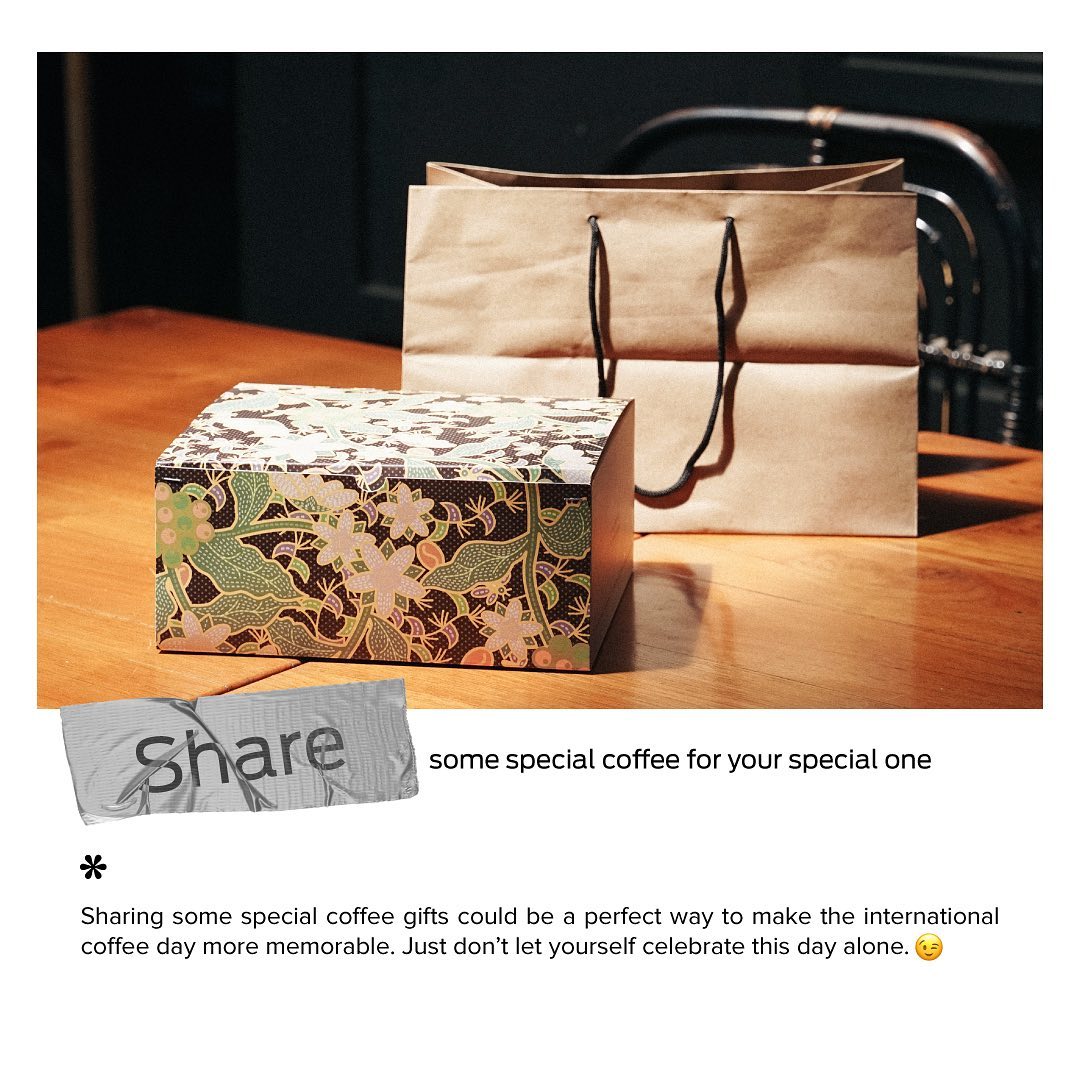 Share
some special coffee for your special one
*
Sharing some special coffee gifts could be a perfect way to make the international
coffee day more memorable. Just don’t let yourself celebrate this day alone. 😉